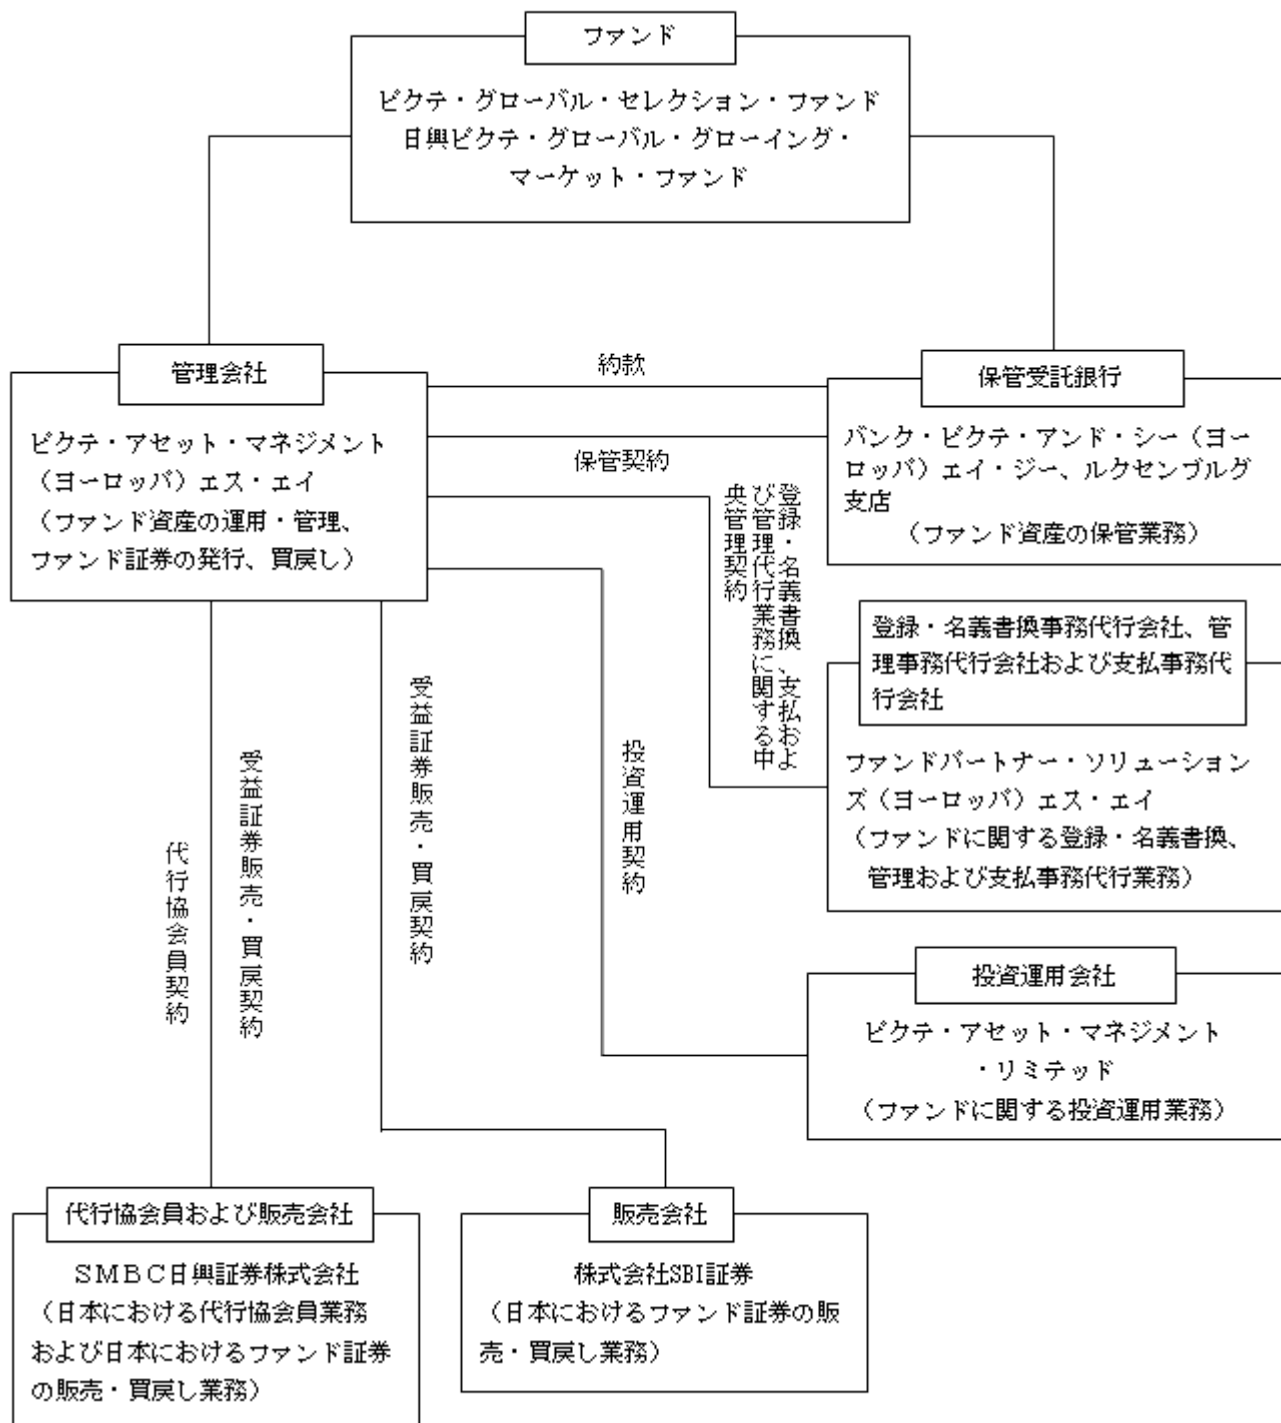 ファンド
ピクテ・グローバル・セレクション・ファンド
日興ピクテ・グローバル・グローイング・
マーケット・ファンド
管理会社
ピクテ・アセット・マネジメント
（ヨーロッパ）エス・エイ
（ファンド資産の運用・管理、
ファンド証券の発行、買戻し）
約款
保管契約
保管受託銀行
バンク・ピクテ・アンド・シー（ヨー
ロッパ）エイ・ジー、ルクセンブルグ
支店
（ファンド資産の保管業務）
登録・名義書換、支払およ
び管理代行業務に関する中
央管理契約
登録・名義書換事務代行会社、管
理事務代行会社および支払事務代
行会社
ファンドパートナー・ソリューション
ズ（ヨーロッパ）エス・エイ
（ファンドに関する登録・名義書換、
管理および支払事務代行業務）
代行協会員契約
受益証券販売・買戻契約
受益証券販売・買戻契約
投資運用契約
投資運用会社
ピクテ・アセット・マネジメント
・リミテッド
（ファンドに関する投資運用業務）
代行協会員および販売会社
ＳＭＢＣ日興証券株式会社
（日本における代行協会員業務
および日本におけるファンド証券
の販売・買戻し業務）
販売会社
株式会社SBI証券
（日本におけるファンド証券の販
売・買戻し業務）